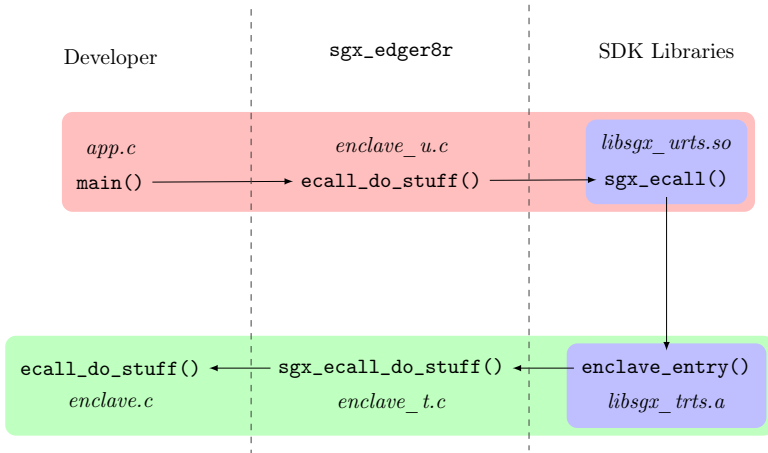 Developer
sgx_edger8r
SDK Libraries
app.c
enclave_u.c
libsgx_urts.so
main()
ecall_do_stuff()
sgx_ecall()
ecall_do_stuff()
sgx_ecall_do_stuff()
enclave_entry()
enclave.c
enclave_t.c
libsgx_trts.a